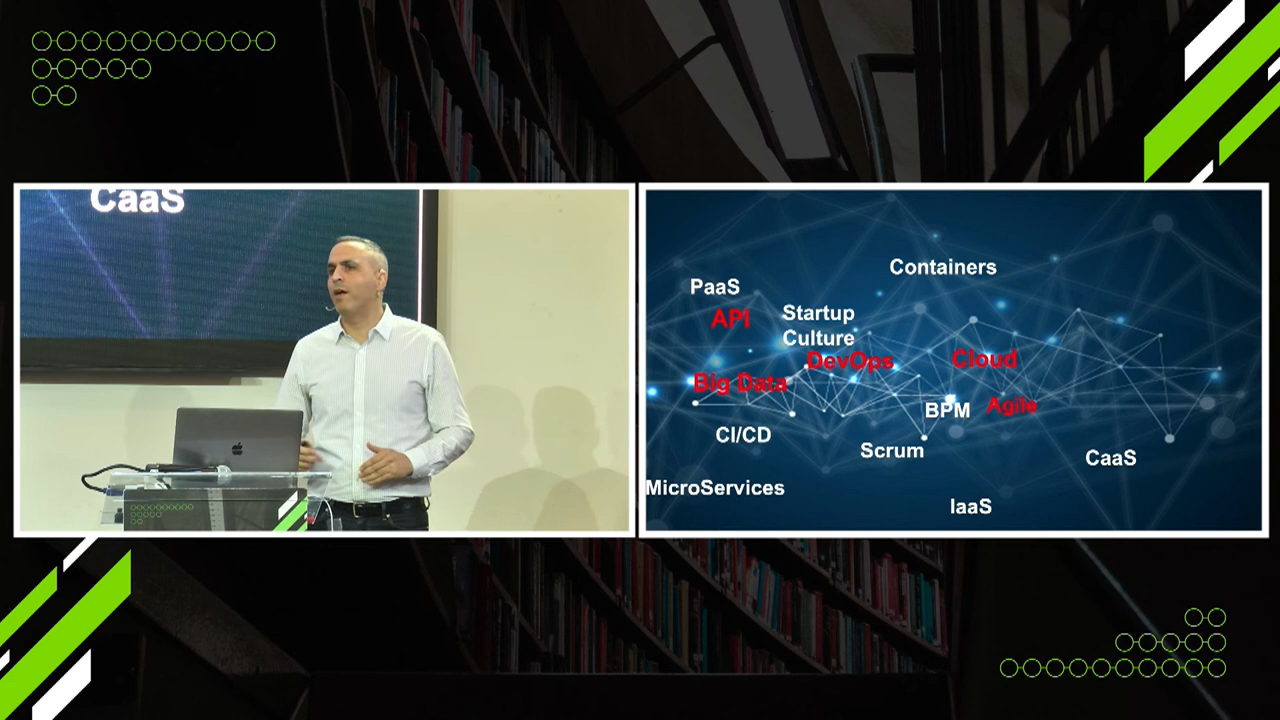 CaaS
Containers
PaaS
API
Startup
Culture
DevOps
Cloud
Big Data
BPM
Agile
CI/CD
Scrum
CaaS
MicroServices
IaaS